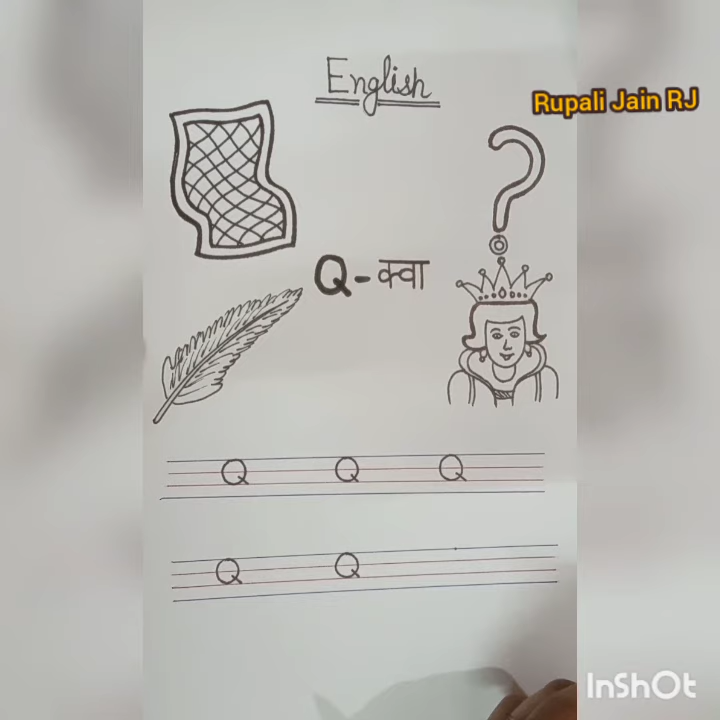 English
Rupali Jain RJ
?
Q - क्वा
Q Q Q
Q Q
InShOt